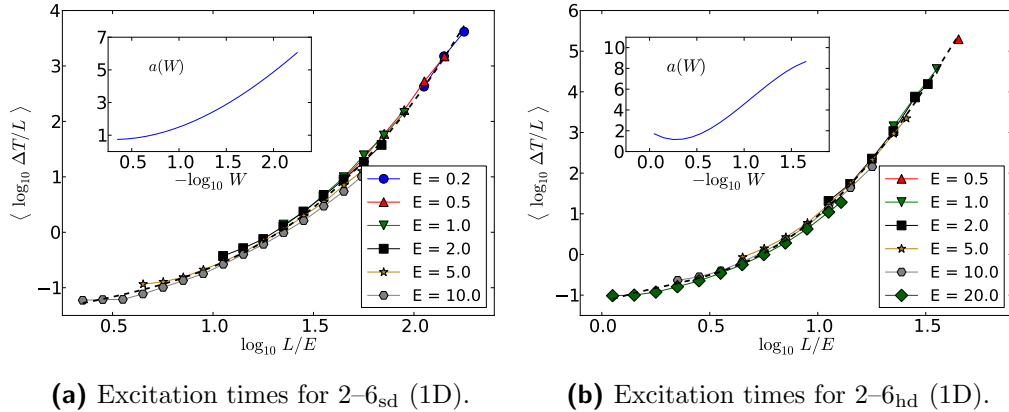 7
5
3
1
a(W)
0.5 1.0 1.5 2.0
−log₁₀ W
4
3
2
1
0
−1
⟨ log₁₀ ΔT/L ⟩
E = 0.2
E = 0.5
E = 1.0
E = 2.0
E = 5.0
E = 10.0
0.5 1.0 1.5 2.0
log₁₀ L/E
(a) Excitation times for 2–6sd (1D).
10
8
6
4
2
0
a(W)
0.0 0.5 1.0 1.5
−log₁₀ W
6
5
4
3
2
1
0
−1
⟨ log₁₀ ΔT/L ⟩
E = 0.5
E = 1.0
E = 2.0
E = 5.0
E = 10.0
E = 20.0
0.0 0.5 1.0 1.5
log₁₀ L/E
(b) Excitation times for 2–6hd (1D).